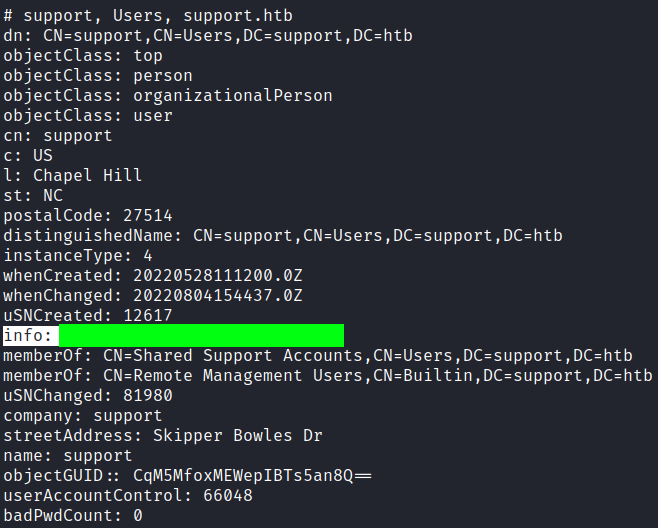 # support, Users, support.htb
dn: CN=support,CN=Users,DC=support,DC=htb
objectClass: top
objectClass: person
objectClass: organizationalPerson
objectClass: user
cn: support
c: US
l: Chapel Hill
st: NC
postalCode: 27514
distinguishedName: CN=support,CN=Users,DC=support,DC=htb
instanceType: 4
whenCreated: 20220528111200.0Z
whenChanged: 20220804154437.0Z
uSNCreated: 12617
info:
memberOf: CN=Shared Support Accounts,CN=Users,DC=support,DC=htb
memberOf: CN=Remote Management Users,CN=Builtin,DC=support,DC=htb
uSNChanged: 81980
company: support
streetAddress: Skipper Bowles Dr
name: support
objectGUID:: CqM5MfoxMEWepIBTs5an8Q==
userAccountControl: 66048
badPwdCount: 0